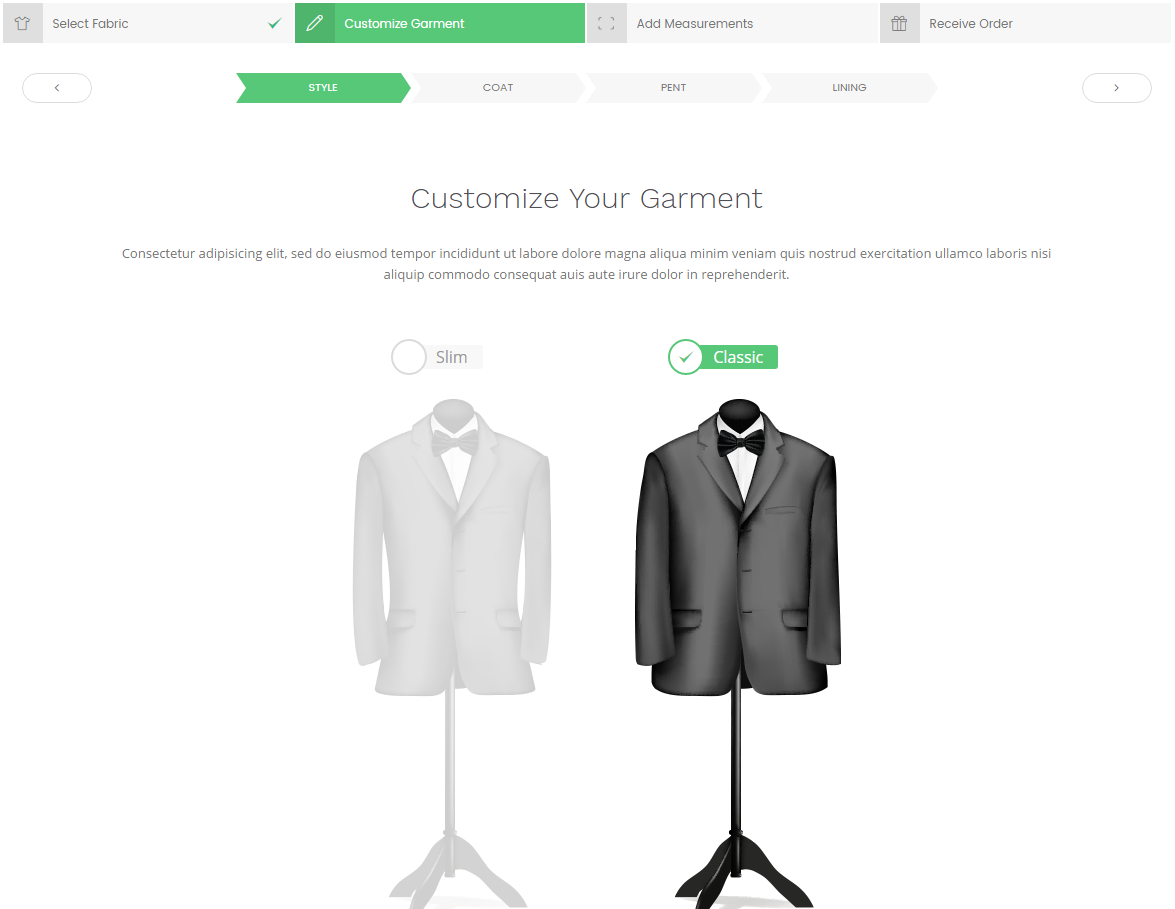 Select Fabric
Customize Garment
Add Measurements
Receive Order
STYLE
COAT
PENT
LINING
Customize Your Garment
Consectetur adipisicing elit, sed do eiusmod tempor incididunt ut labore dolore magna aliqua minim veniam quis nostrud exercitation ullamco laboris nisi
aliquip commodo consequat auis aute irure dolor in reprehenderit.
Slim
Classic